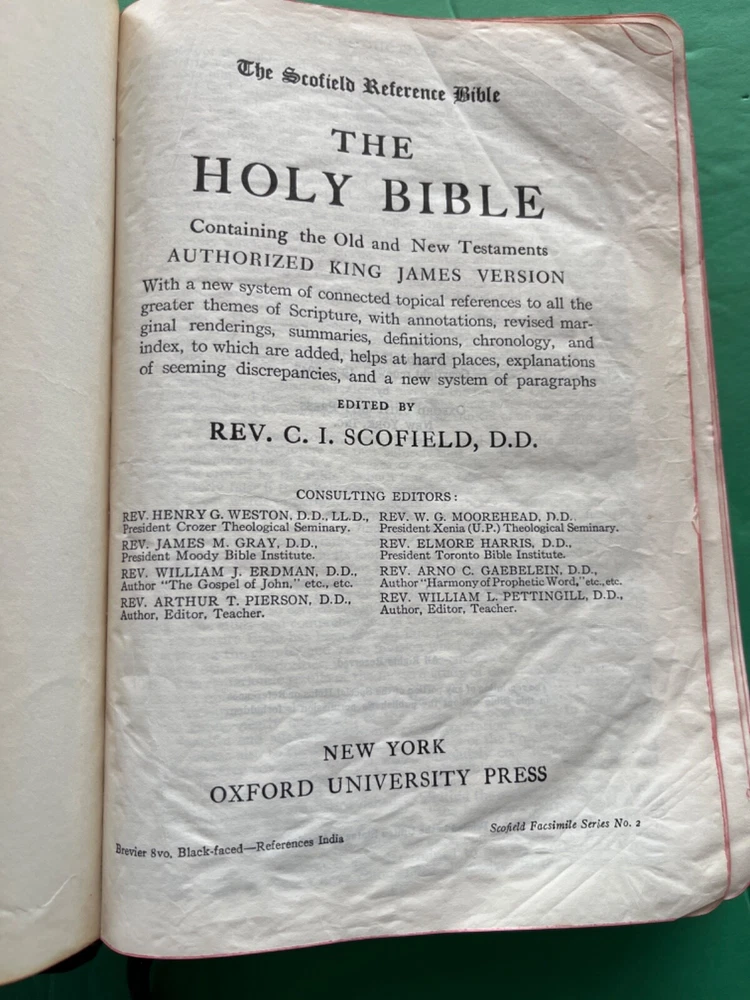 The Scofield Reference Bible
THE
HOLY BIBLE
Containing the Old and New Testaments
AUTHORIZED KING JAMES VERSION
With a new system of connected topical references to all the
greater themes of Scripture, with annotations, revised mar-
ginal renderings, summaries, definitions, chronology, and
index, to which are added, helps at hard places, explanations
of seeming discrepancies, and a new system of paragraphs
EDITED BY
REV. C. I. SCOFIELD, D.D.
CONSULTING EDITORS:
REV. HENRY G. WESTON, D.D., LL.D.,
President Crozer Theological Seminary.
REV. JAMES M. GRAY, D.D.,
President Moody Bible Institute.
REV. WILLIAM J. ERDMAN, D.D.,
Author "The Gospel of John," etc., etc.
REV. ARTHUR T. PIERSON, D.D.,
Author, Editor, Teacher.
REV. W. G. MOOREHEAD, D.D.
President Xenia (U.P.) Theological Seminary.
REV. ELMORE HARRIS, D.D.,
President Toronto Bible Institute.
REV. ARNO C. GAEBELEIN, D.D.,
Author "Harmony of Prophetic Word," etc., etc.
REV. WILLIAM L. PETTINGILL, D.D.,
Author, Editor, Teacher.
NEW YORK
OXFORD UNIVERSITY PRESS
Scofield Facsimile Series No. 2
Brevier 8vo. Black-faced—References India